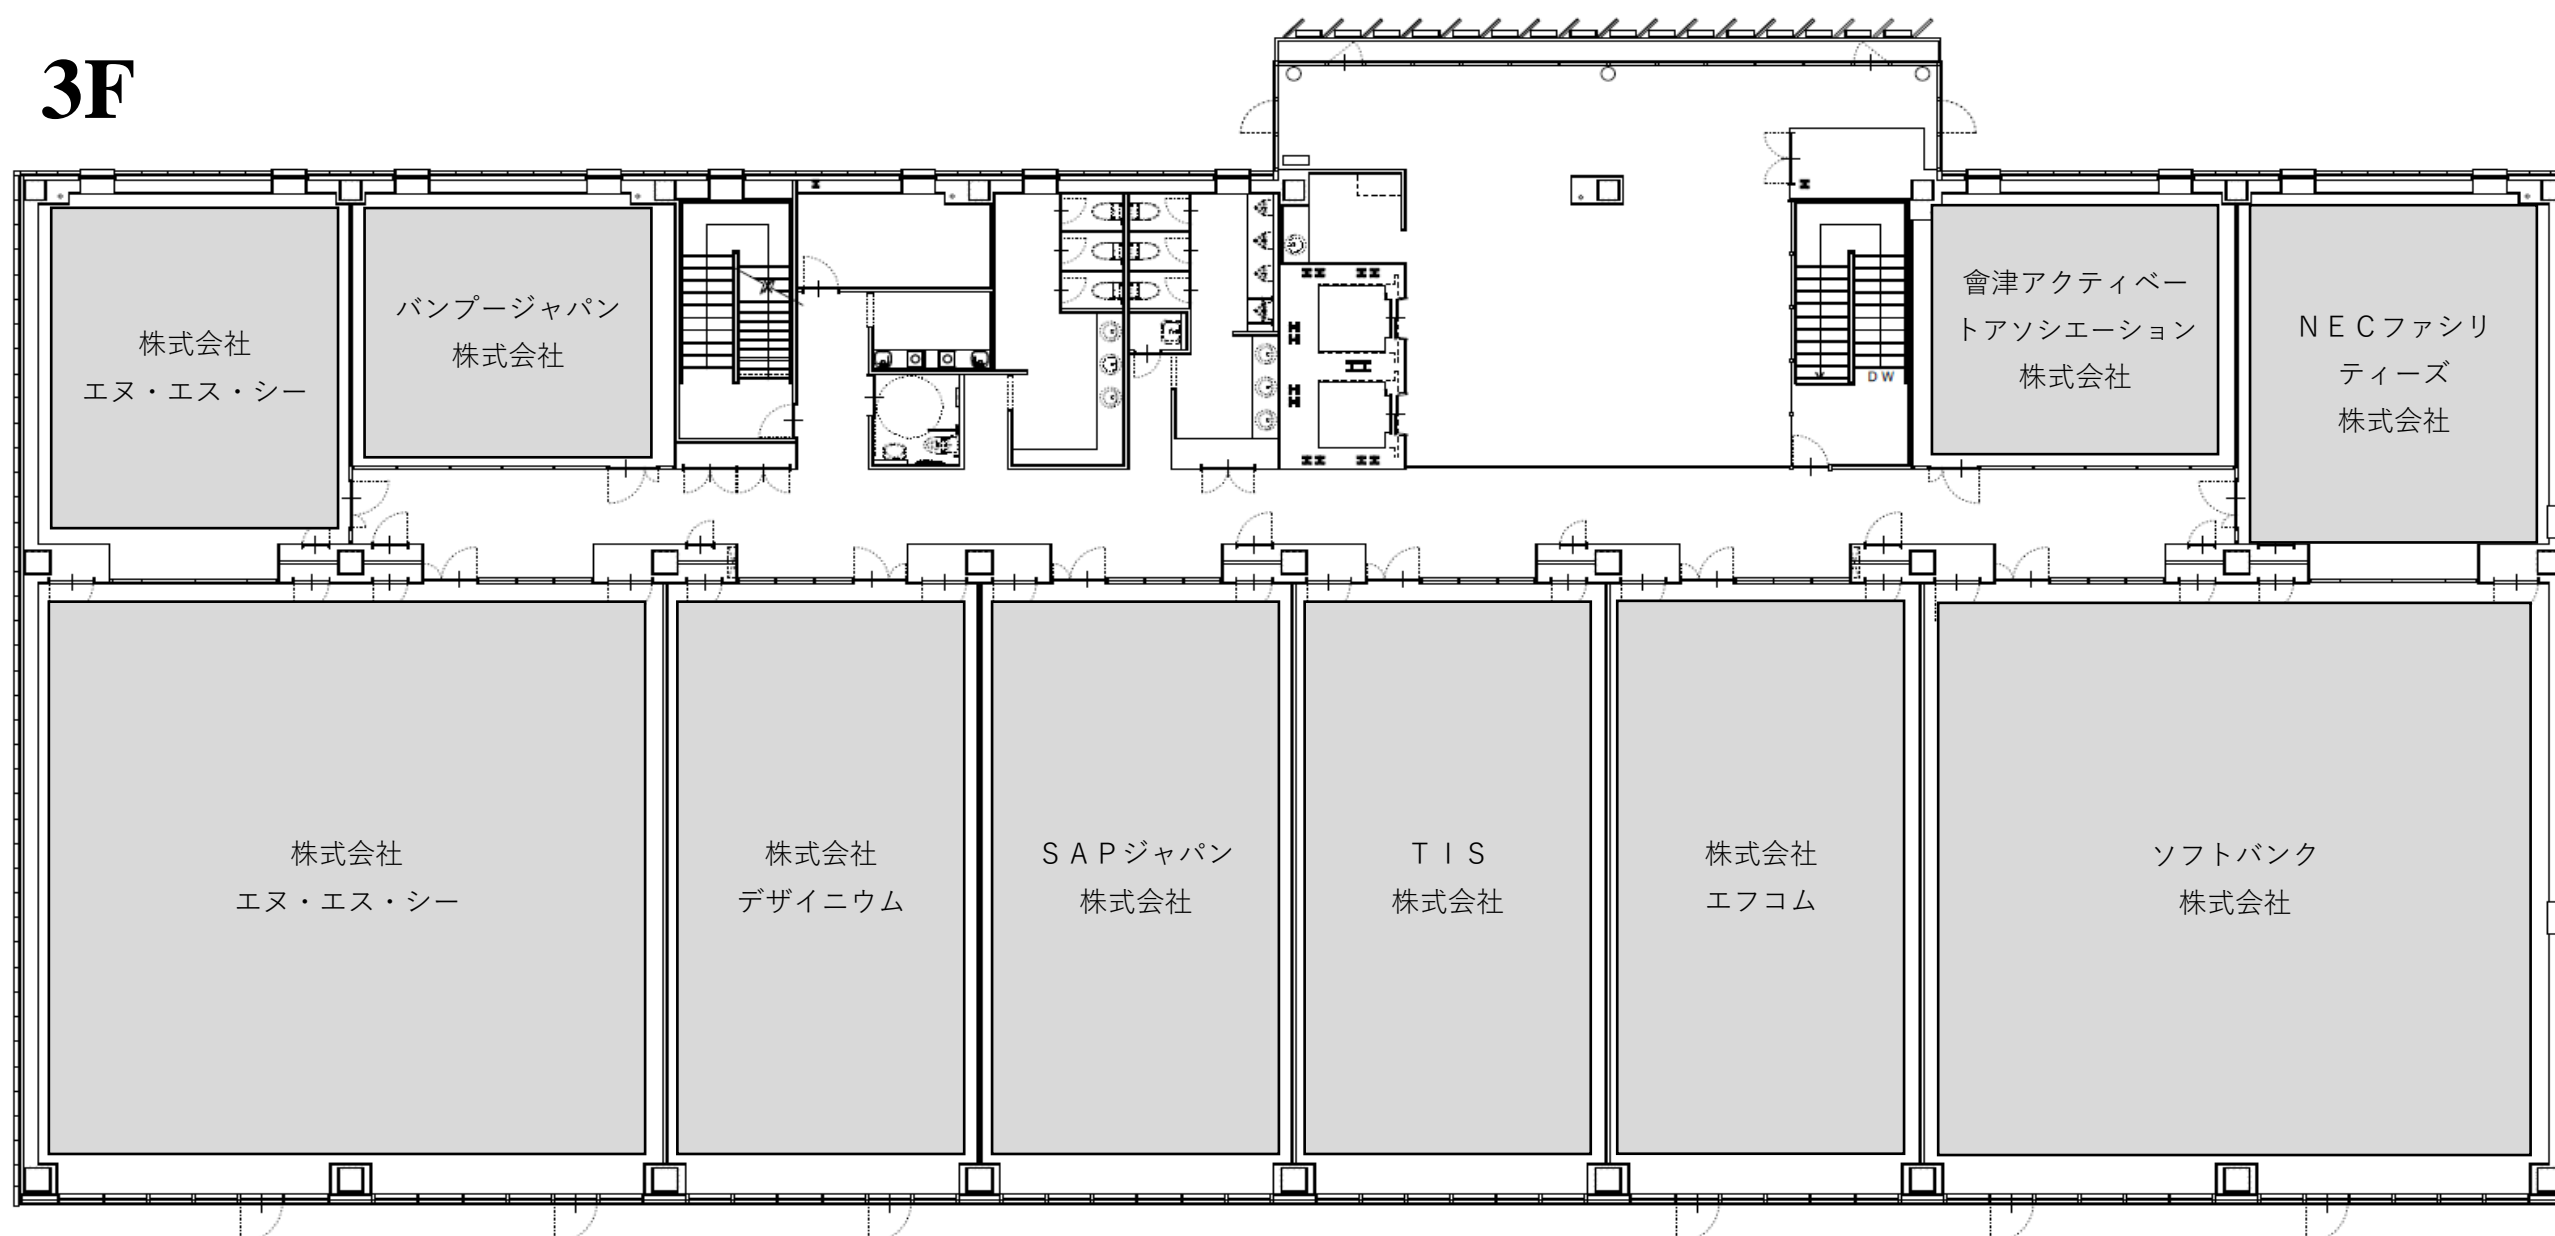 3F
株式会社
エヌ・エス・シー
バンプージャパン
株式会社
DW
會津アクティベー
トアソシエーション
株式会社
ＮＥＣファシリ
ティーズ
株式会社
株式会社
エヌ・エス・シー
株式会社
デザイニウム
ＳＡＰジャパン
株式会社
ＴＩＳ
株式会社
株式会社
エフコム
ソフトバンク
株式会社